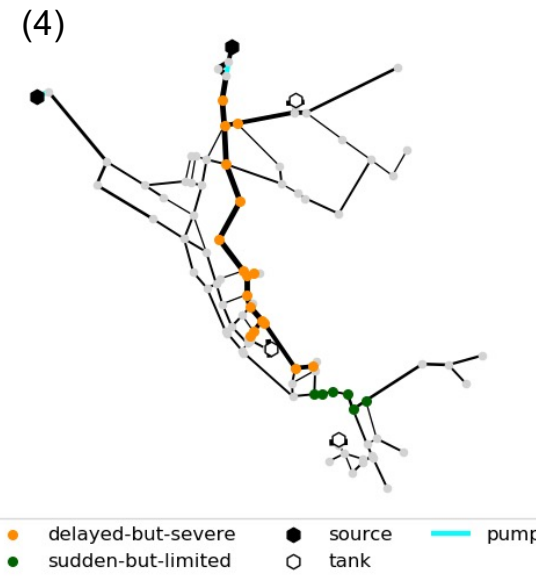 (4)
delayed-but-severe source pump
sudden-but-limited tank